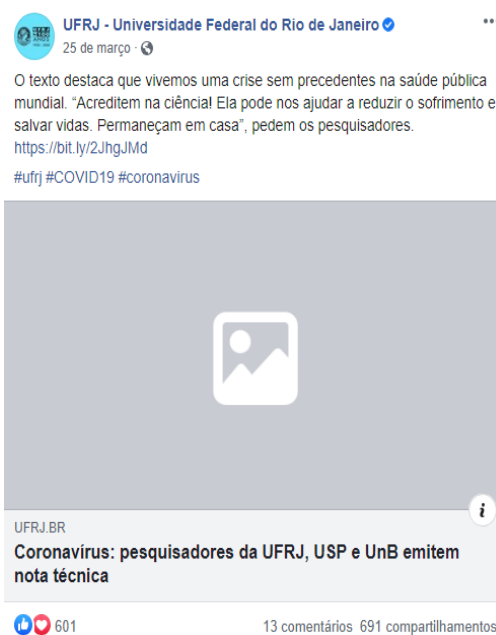 UFRJ - Universidade Federal do Rio de Janeiro
25 de março ·
O texto destaca que vivemos uma crise sem precedentes na saúde pública
mundial. “Acreditem na ciência! Ela pode nos ajudar a reduzir o sofrimento e
salvar vidas. Permaneçam em casa”, pedem os pesquisadores.
https://bit.ly/2JhgJMd
#ufrj #COVID19 #coronavirus
i
UFRJ.BR
Coronavírus: pesquisadores da UFRJ, USP e UnB emitem
nota técnica
601 13 comentários 691 compartilhamentos